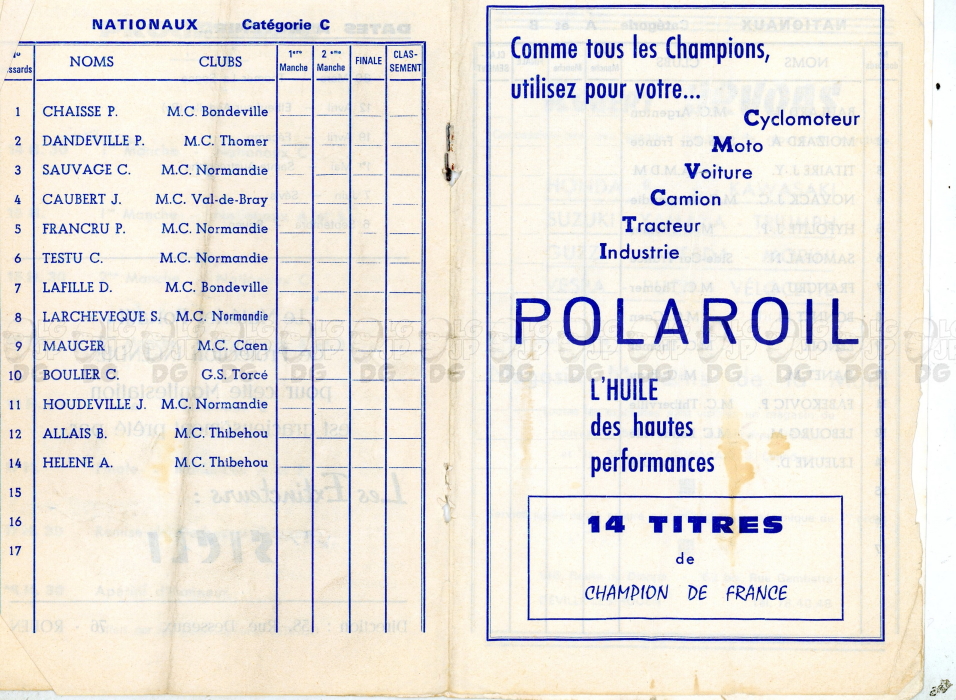 NATIONAUX Catégorie C
Nº
NOMS CLUBS 1ère Manche 2ème Manche FINALE CLAS-SEMENT
1 CHAISSE P. M.C. Bondeville
2 DANDEVILLE P. M.C. Thomer
3 SAUVAGE C. M.C. Normandie
4 CAUBERT J. M.C. Val-de-Bray
5 FRANCRU P. M.C. Normandie
6 TESTU C. M.C. Normandie
7 LAFILLE D. M.C. Bondeville
8 LARCHEVEQUE S. M.C. Normandie
9 MAUGER M.C. Caen
10 BOULIER C. G.S. Torcé
11 HOUDEVILLE J. M.C. Normandie
12 ALLAIS B. M.C. Thibehou
14 HELENE A. M.C. Thibehou
15
16
17
Comme tous les Champions,
utilisez pour votre...
Cyclomoteur
Moto
Voiture
Camion
Tracteur
Industrie
POLAROIL
L'HUILE
des hautes
performances
14 TITRES
de
CHAMPION DE FRANCE